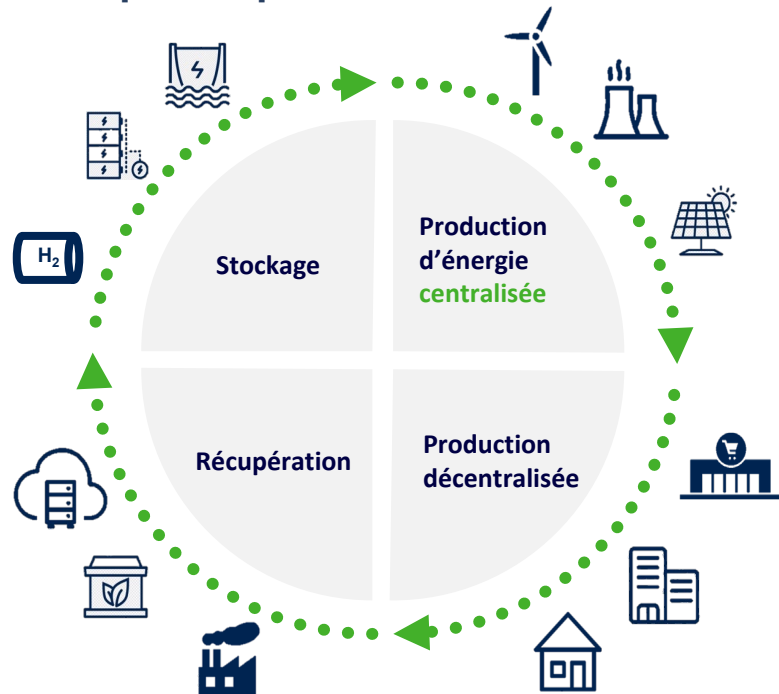 Production
d'énergie
centralisée
Stockage
H₂
Récupération
Production
décentralisée